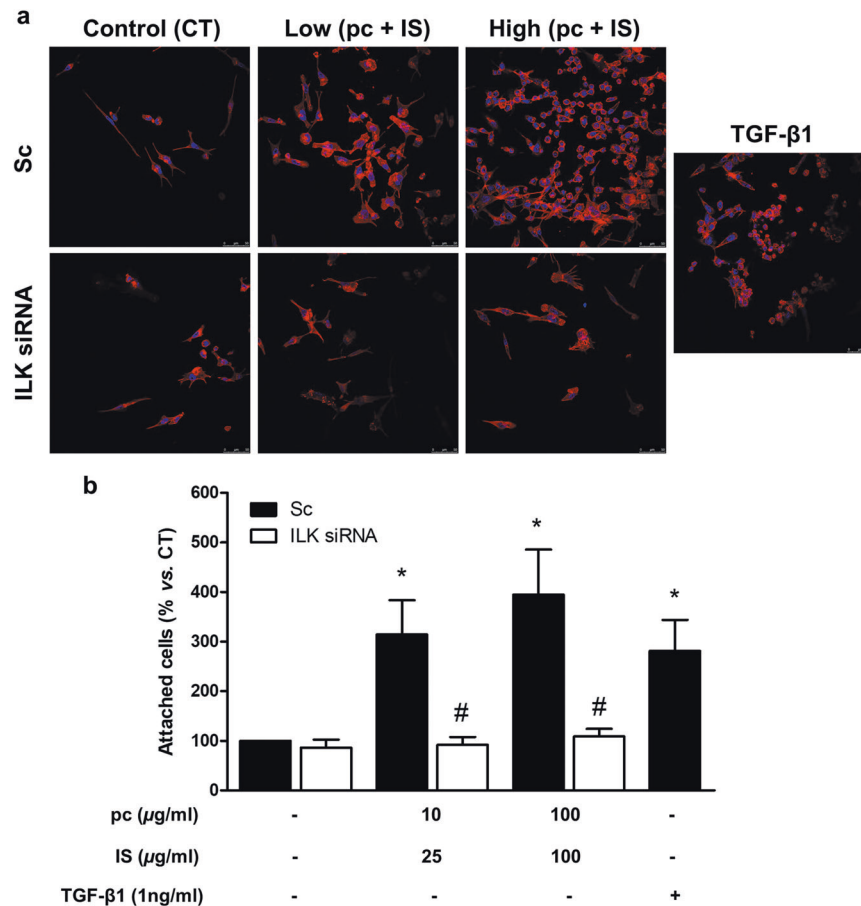 a
Control (CT) Low (pc + IS) High (pc + IS)
Sc
TGF-β1
ILK siRNA
b
Sc
ILK siRNA
Attached cells (% vs. CT)
600
500
400
300
200
100
0
* * *
# #
pc (µg/ml) - 10 100 -
IS (µg/ml) - 25 100 -
TGF-β1 (1ng/ml) - - - +